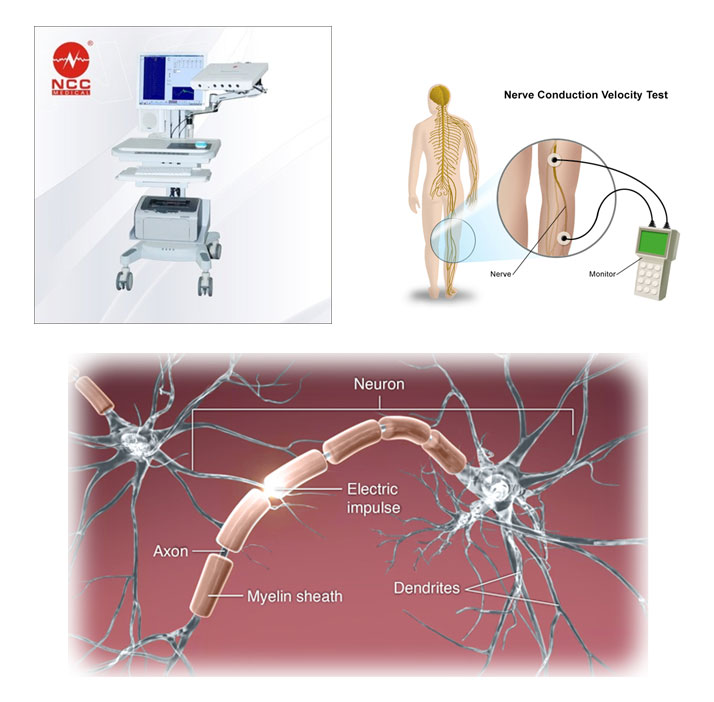 ®
NCC
MEDICAL
Nerve Conduction Velocity Test
Nerve
Monitor
Neuron
Electric
impulse
Axon
Myelin sheath
Dendrites